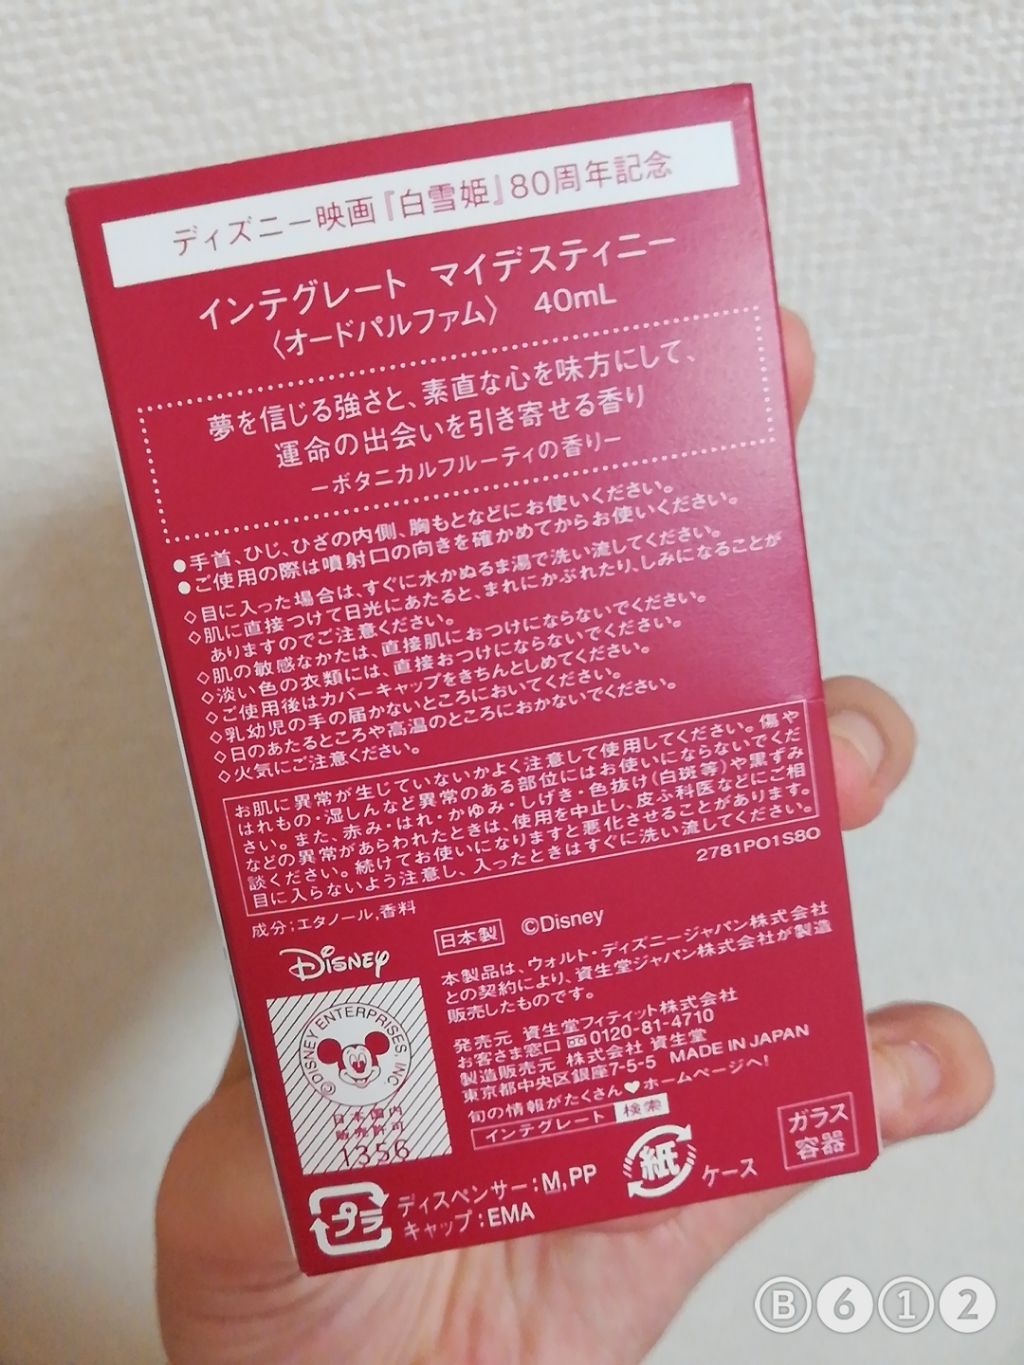 ディズニー映画『白雪姫』80周年記念
インテグレート マイデスティニー
〈オードパルファム〉 40mL
夢を信じる強さと、素直な心を味方にして、
運命の出会いを引き寄せる香り
ーボタニカルフルーティの香りー
●手首、ひじ、ひざの内側、胸もとなどにお使いください。
●ご使用の際は噴射口の向きを確かめてからお使いください。
◇目に入った場合は、すぐに水かぬるま湯で洗い流してください。
◇肌に直接つけて日光にあたると、まれにかぶれたり、しみになることが
ありますのでご注意ください。
◇肌の敏感なかたは、直接肌におつけにならないでください。
◇淡い色の衣類には、直接おつけにならないでください。
◇ご使用後はカバーキャップをきちんとしめてください。
◇乳幼児の手の届かないところにおいてください。
◇日のあたるところや高温のところにおかないでください。
◇火気にご注意ください。
お肌に異常が生じていないかよく注意して使用してください。傷や
はれもの・湿しんなど異常のある部位にはお使いにならないでくだ
さい。また、赤み・はれ・かゆみ・しげき・色抜け(白斑等)や黒ずみ
などの異常があらわれたときは、使用を中止し、皮ふ科医などにご相
談ください。続けてお使いになりますと悪化させることがあります。
目に入らないよう注意し、入ったときはすぐに洗い流してください。
2781P01S80
成分:エタノール,香料
日本製 ©Disney
Disney
本製品は、ウォルト・ディズニージャパン株式会社
との契約により、資生堂ジャパン株式会社が製造
販売したものです。
©DISNEY ENTERPRISES, INC.
日本国内
販売許可
1356
発売元 資生堂フィティット株式会社
お客さま窓口 0120-81-4710
製造販売元 株式会社 資生堂
東京都中央区銀座7-5-5 MADE IN JAPAN
旬の情報がたくさん♥ホームページへ!
インテグレート 検索
プラ
ディスペンサー:M,PP
キャップ:EMA
紙
ケース
ガラス
容器
B612